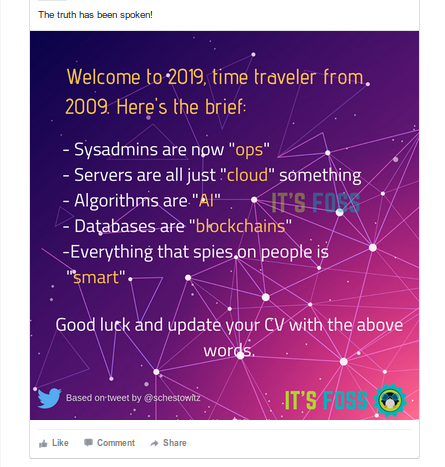 The truth has been spoken!
Welcome to 2019, time traveler from
2009. Here's the brief:
- Sysadmins are now "ops"
- Servers are all just "cloud" something
- Algorithms are "AI"
- Databases are "blockchains"
-Everything that spies on people is
"smart"
IT'S FOSS
Good luck and update your CV with the above
words.
Based on tweet by @schestowitz
IT'S FOSS
Like Comment Share